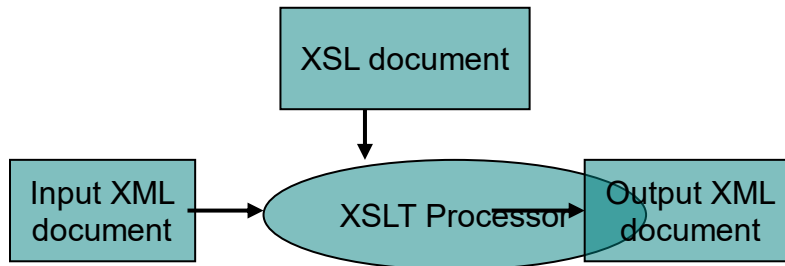 XSL document
Input XML
document
XSLT Processor
Output XML
document